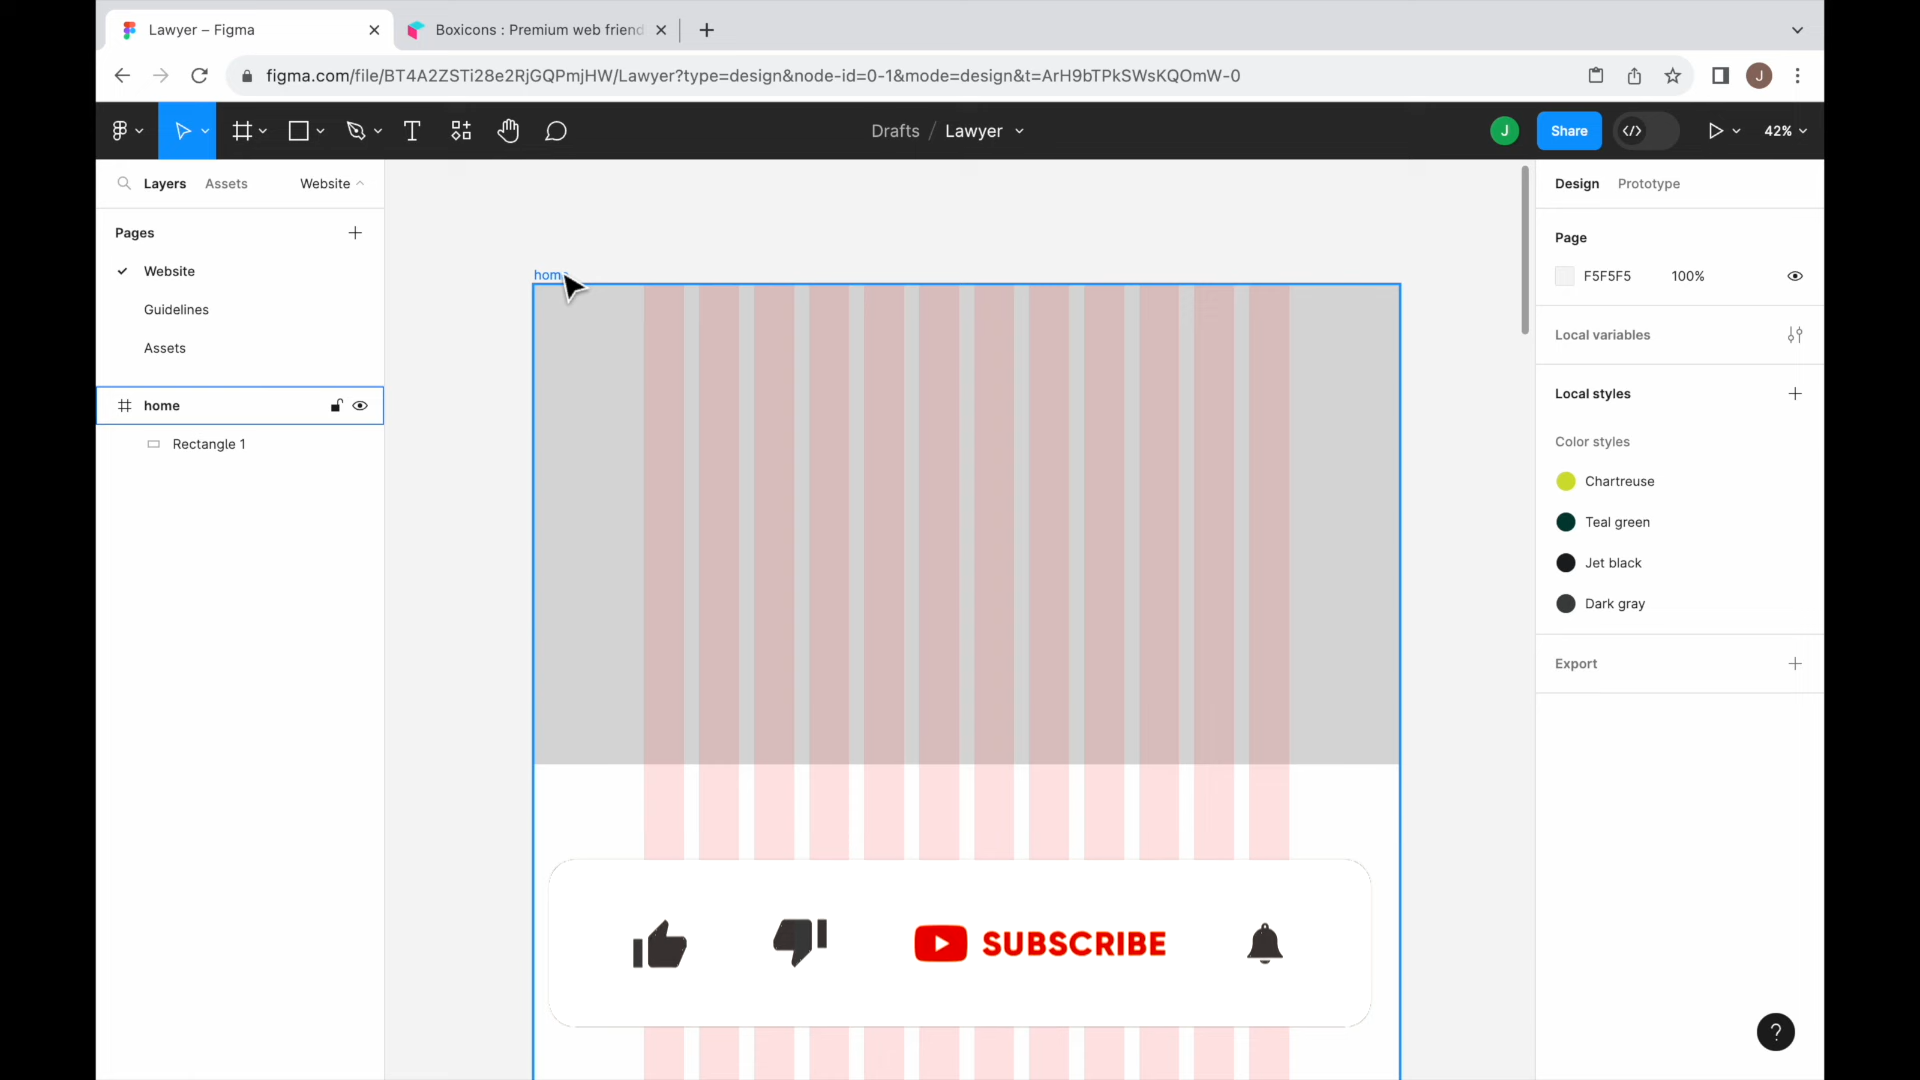 Lawyer – Figma
Boxicons : Premium web friend
figma.com/file/BT4A2ZSTi28e2RjGQPmjHW/Lawyer?type=design&node-id=0-1&mode=design&t=ArH9bTPkSWsKQOmW-0
J
Drafts / Lawyer
J
Share
42%
Layers
Assets
Website
Design
Prototype
Pages
Website
Guidelines
Assets
home
Rectangle 1
home
Page
F5F5F5
100%
Local variables
Local styles
Color styles
Chartreuse
Teal green
Jet black
Dark gray
Export
SUBSCRIBE
?